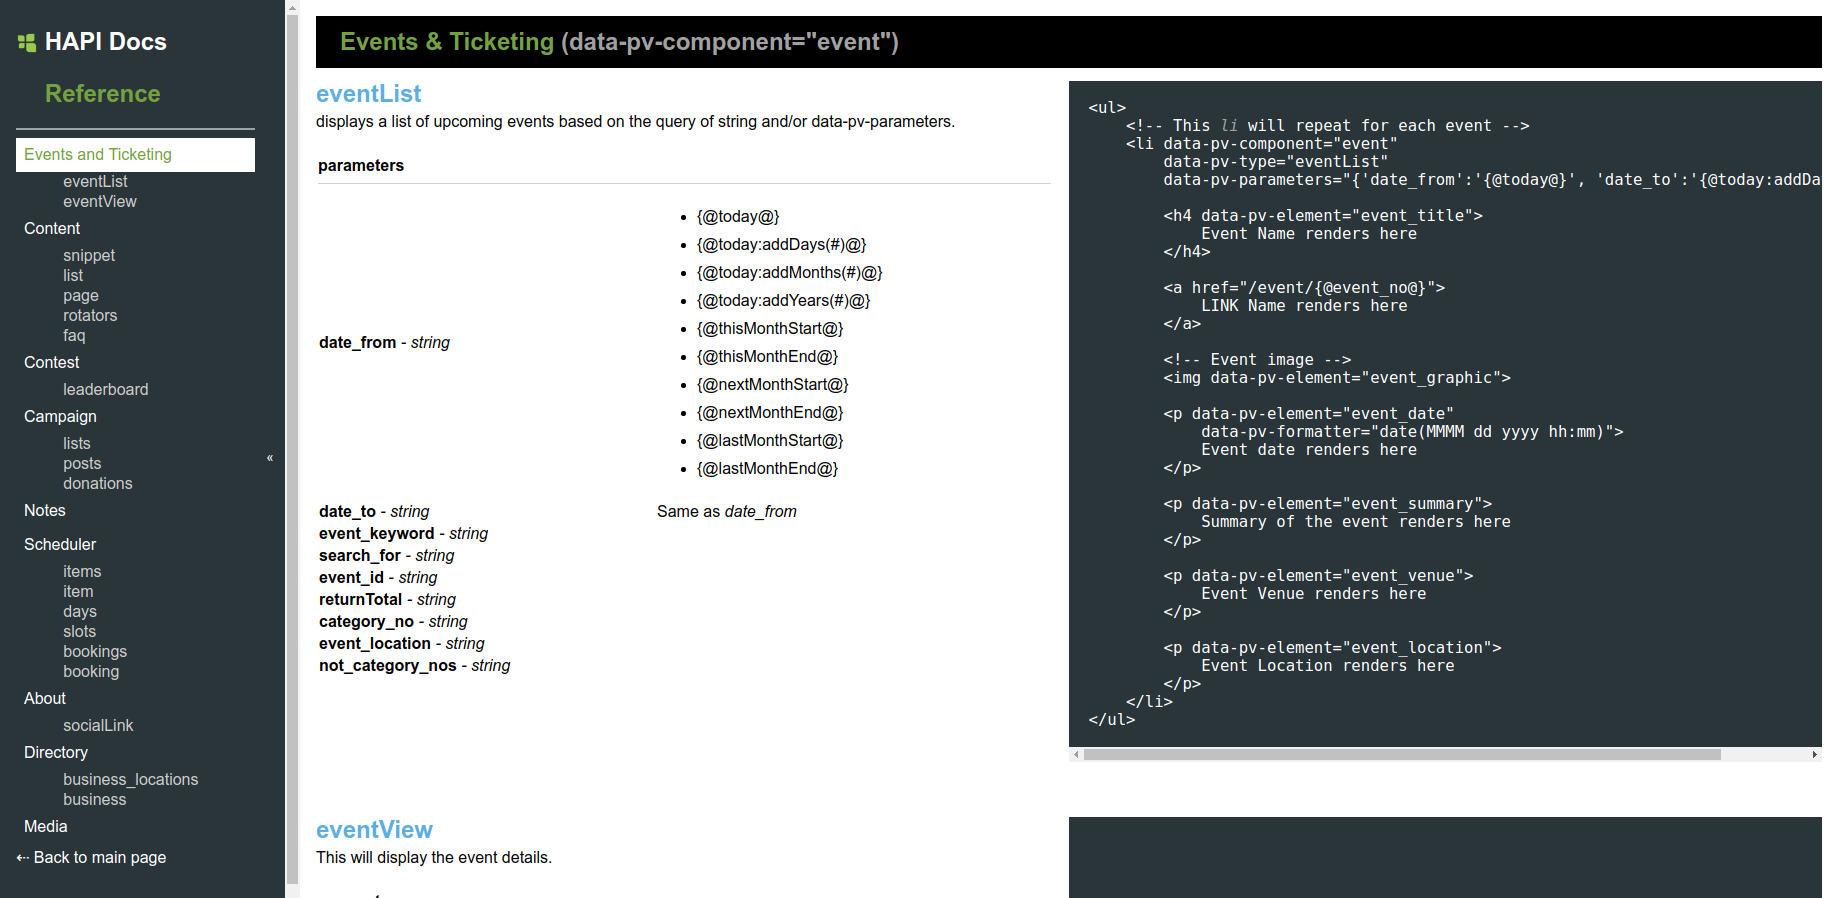 HAPI Docs
Reference
Events and Ticketing
eventList
eventView
Content
snippet
list
page
rotators
faq
Contest
leaderboard
Campaign
lists
posts
donations
Notes
Scheduler
items
item
days
slots
bookings
booking
About
socialLink
Directory
business_locations
business
Media
⇠ Back to main page
«
Events & Ticketing (data-pv-component="event")
eventList
displays a list of upcoming events based on the query of string and/or data-pv-parameters.
parameters
date_from - string
• {@today@}
• {@today:addDays(#)@}
• {@today:addMonths(#)@}
• {@today:addYears(#)@}
• {@thisMonthStart@}
• {@thisMonthEnd@}
• {@nextMonthStart@}
• {@nextMonthEnd@}
• {@lastMonthStart@}
• {@lastMonthEnd@}
date_to - string Same as date_from
event_keyword - string
search_for - string
event_id - string
returnTotal - string
category_no - string
event_location - string
not_category_nos - string
<ul>
    <!-- This li will repeat for each event -->
    <li data-pv-component="event"
        data-pv-type="eventList"
        data-pv-parameters="{'date_from':'{@today@}', 'date_to':'{@today:addDa
        <h4 data-pv-element="event_title">
            Event Name renders here
        </h4>
        <a href="/event/{@event_no@}">
            LINK Name renders here
        </a>
        <!-- Event image -->
        <img data-pv-element="event_graphic">
        <p data-pv-element="event_date"
            data-pv-formatter="date(MMMM dd yyyy hh:mm)">
            Event date renders here
        </p>
        <p data-pv-element="event_summary">
            Summary of the event renders here
        </p>
        <p data-pv-element="event_venue">
            Event Venue renders here
        </p>
        <p data-pv-element="event_location">
            Event Location renders here
        </p>
    </li>
</ul>
eventView
This will display the event details.